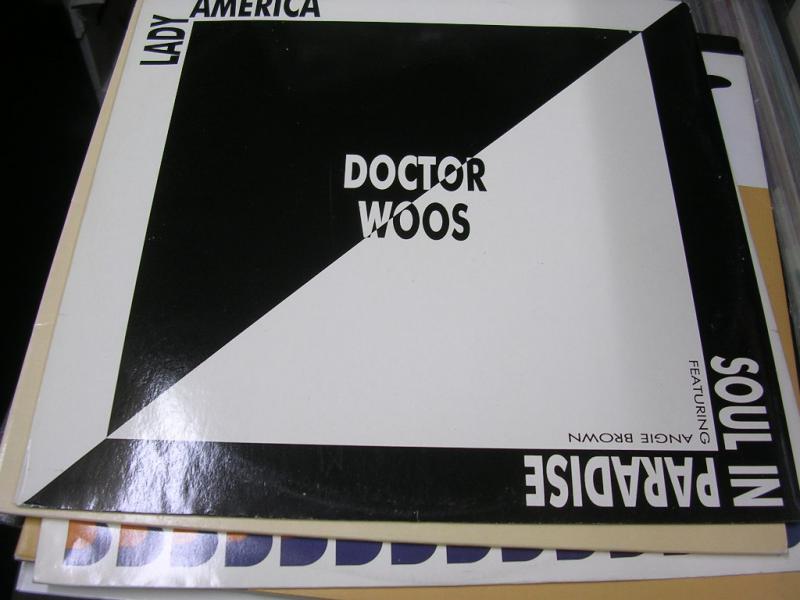 LADY AMERICA
DOCTOR
WOOS
SOUL IN PARADISE
FEATURING ANGIE BROWN